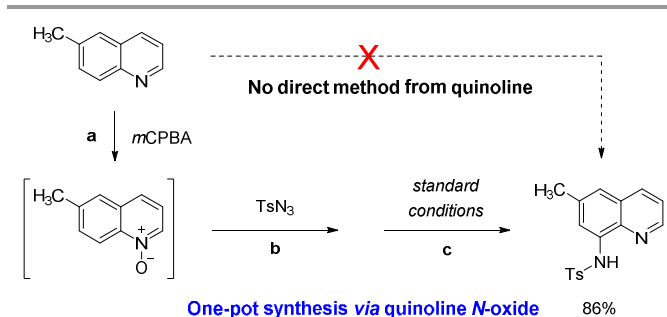 H₃C
N
X
No direct method from quinoline
a mCPBA
H₃C
N⁺
O⁻
TsN₃
b
standard
conditions
c
H₃C
N
NH
Ts
One-pot synthesis via quinoline N-oxide
86%